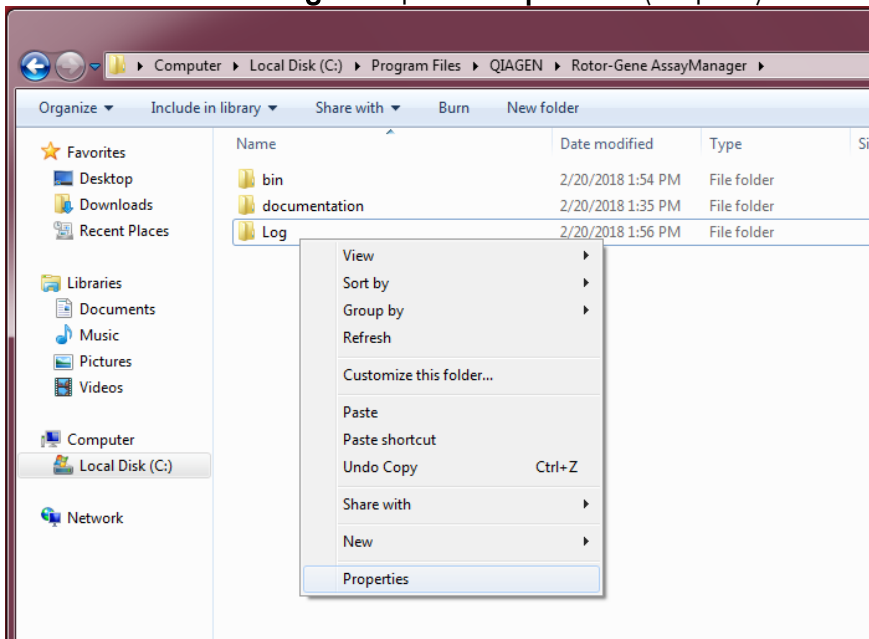 Computer ▸ Local Disk (C:) ▸ Program Files ▸ QIAGEN ▸ Rotor-Gene AssayManager ▸
Organize Include in library Share with Burn New folder
Favorites
Desktop
Downloads
Recent Places
Libraries
Documents
Music
Pictures
Videos
Computer
Local Disk (C:)
Network
Name Date modified Type
bin 2/20/2018 1:54 PM File folder
documentation 2/20/2018 1:35 PM File folder
Log 2/20/2018 1:56 PM File folder
View
Sort by
Group by
Refresh
Customize this folder...
Paste
Paste shortcut
Undo Copy Ctrl+Z
Share with
New
Properties